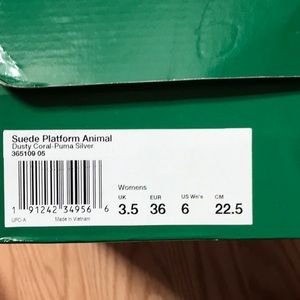 Suede Platform Animal
Dusty Coral-Puma Silver
365109 05
Womens
UK EUR US Wn's CM
3.5 36 6 22.5
1 91242 34956 6
UPC-A Made in Vietnam